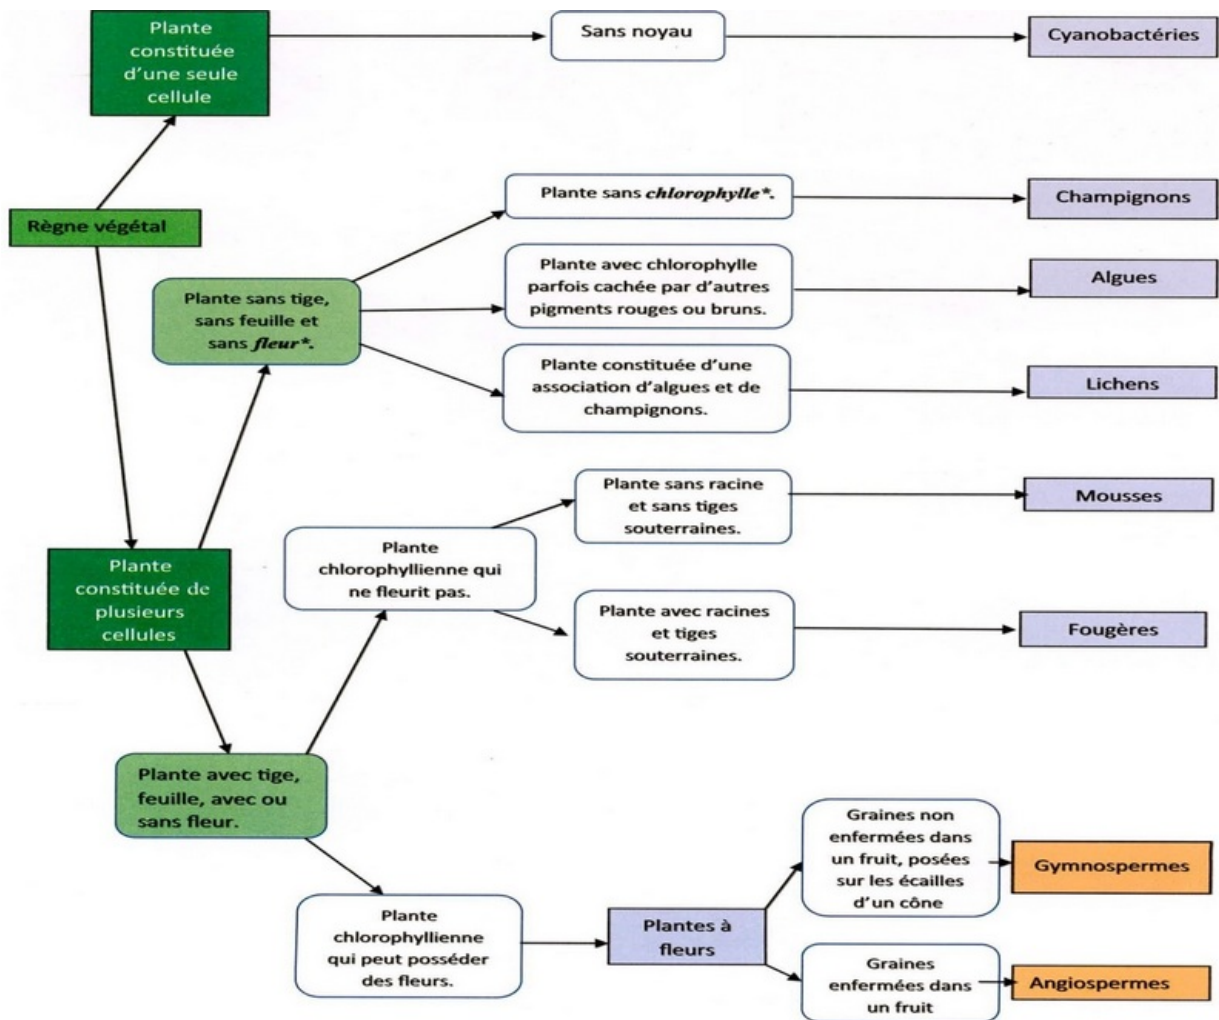 Plante
constituée
d'une seule
cellule
Sans noyau
Cyanobactéries
Règne végétal
Plante sans chlorophylle*.
Champignons
Plante sans tige,
sans feuille et
sans fleur*.
Plante avec chlorophylle
parfois cachée par d'autres
pigments rouges ou bruns.
Algues
Plante constituée d'une
association d'algues et de
champignons.
Lichens
Plante
constituée de
plusieurs
cellules
Plante
chlorophyllienne qui
ne fleurit pas.
Plante sans racine
et sans tiges
souterraines.
Mousses
Plante avec racines
et tiges
souterraines.
Fougères
Plante avec tige,
feuille, avec ou
sans fleur.
Plante
chlorophyllienne
qui peut posséder
des fleurs.
Plantes à
fleurs
Graines non
enfermées dans
un fruit, posées
sur les écailles
d'un cône
Gymnospermes
Graines
enfermées dans
un fruit
Angiospermes